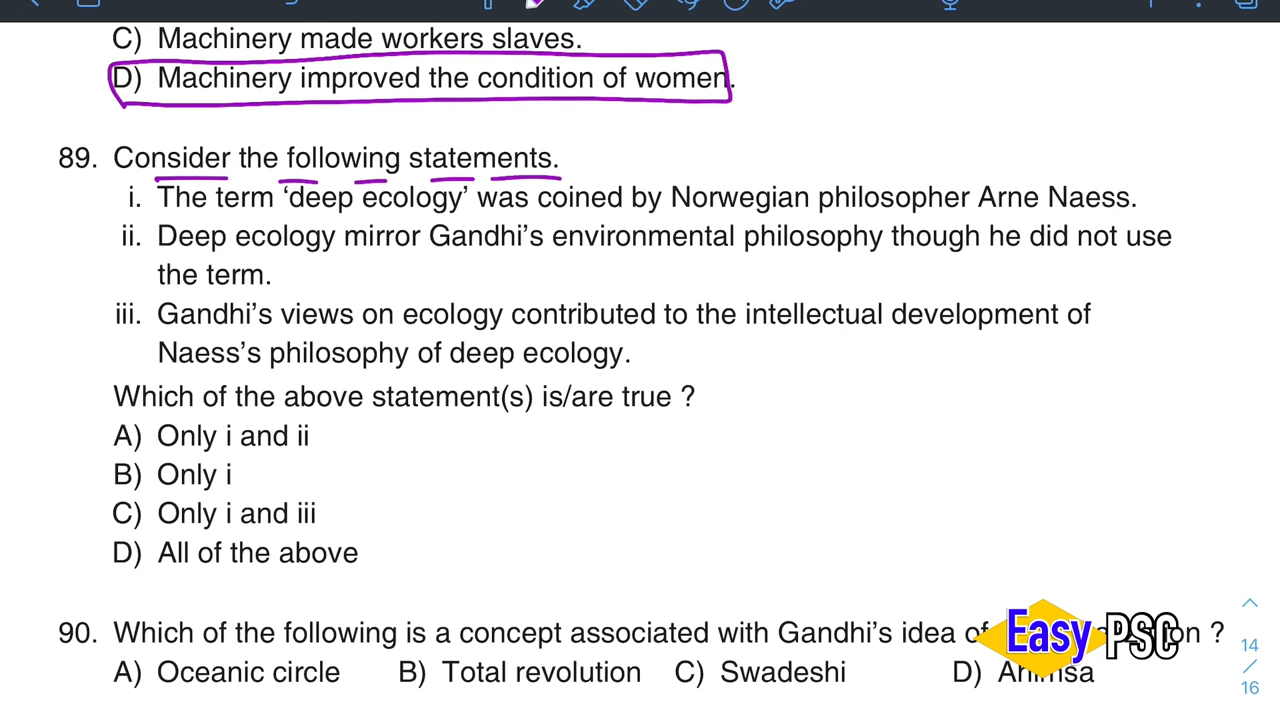 C) Machinery made workers slaves.
D) Machinery improved the condition of women.
89. Consider the following statements.
i. The term ‘deep ecology’ was coined by Norwegian philosopher Arne Naess.
ii. Deep ecology mirror Gandhi’s environmental philosophy though he did not use
the term.
iii. Gandhi’s views on ecology contributed to the intellectual development of
Naess’s philosophy of deep ecology.
Which of the above statement(s) is/are true ?
A) Only i and ii
B) Only i
C) Only i and iii
D) All of the above
90. Which of the following is a concept associated with Gandhi’s idea of ?
A) Oceanic circle B) Total revolution C) Swadeshi D) Ahimsa
Easy PSC
14
/
16